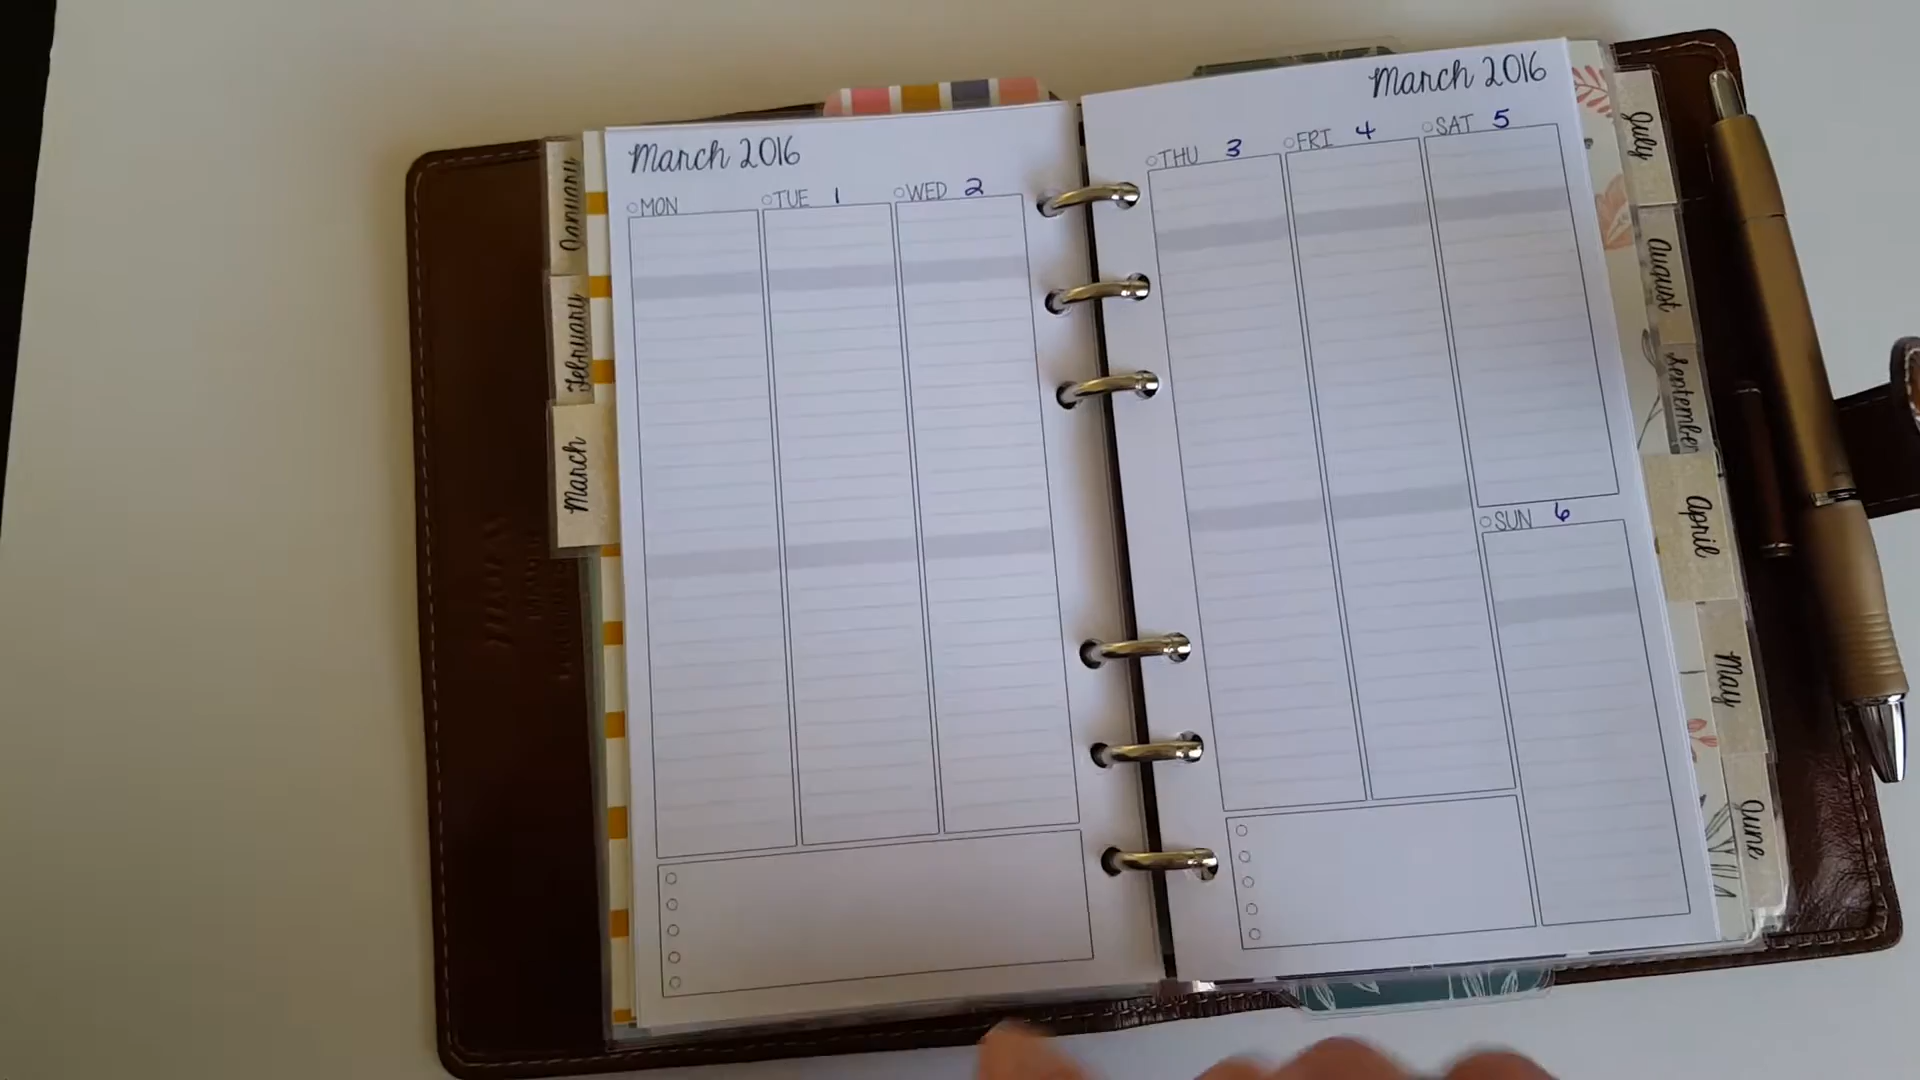 March 2016
MON
TUE 1
WED 2
March 2016
THU 3
FRI 4
SAT 5
SUN 6
January
February
March
July
August
September
April
May
June